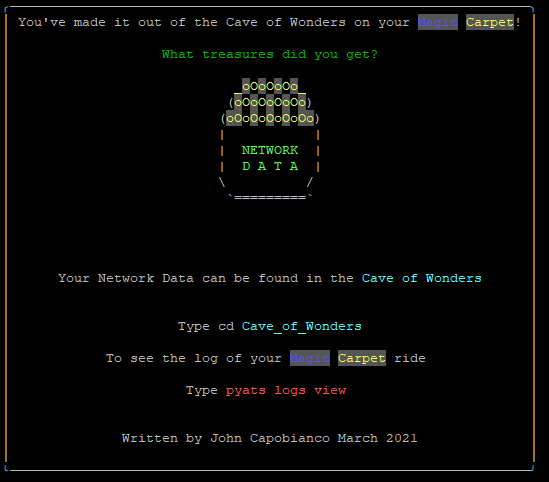 You've made it out of the Cave of Wonders on your Magic Carpet!
What treasures did you get?
_oOoOoOo_
(oOoOoOoOo)
(oOoOoOoOoOo)
NETWORK
D A T A
Your Network Data can be found in the Cave of Wonders
Type cd Cave_of_Wonders
To see the log of your Magic Carpet ride
Type pyats logs view
Written by John Capobianco March 2021